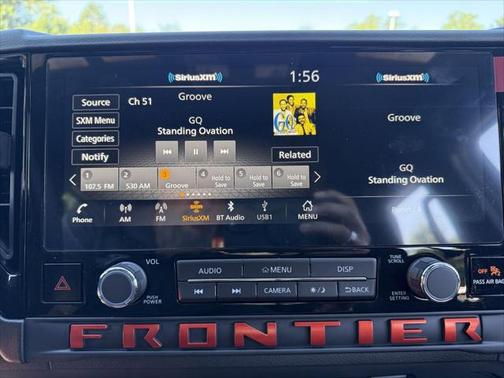 SiriusXM
1:56
SiriusXM
Source
Ch 51
Groove
SXM Menu
Categories
Notify
GQ
Standing Ovation
GQ
Related
Groove
GQ
Standing Ovation
1 107.5 FM
2 530 AM
3 Groove
4 Hold to Save
5 Hold to Save
6 Hold to Save
Phone
AM
FM
SiriusXM
BT Audio
USB1
MENU
VOL
PUSH POWER
AUDIO
MENU
DISP
CAMERA
BACK
TUNE SCROLL
ENTER SETTING
OFF
PASS AIR BAG
FRONTIER